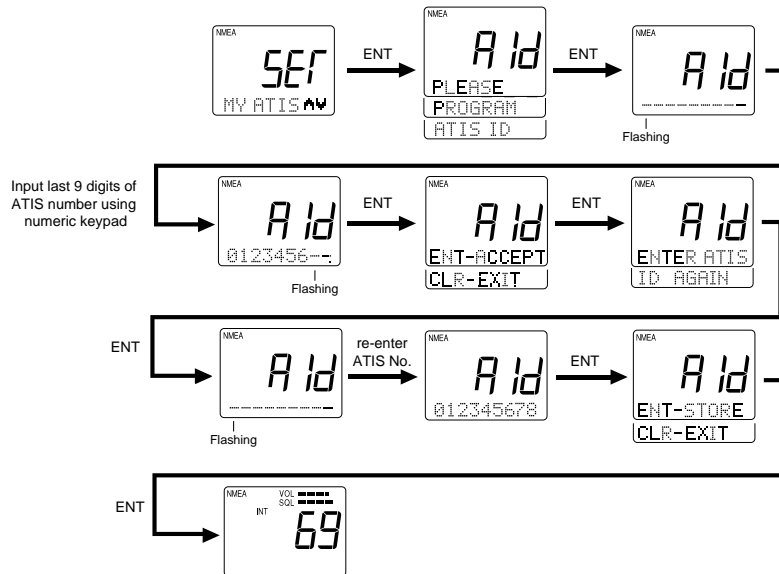 NMEA
SET
MY ATIS
ENT
NMEA
AId
PLEASE
PROGRAM
ATIS ID
ENT
NMEA
AId
Flashing
Input last 9 digits of
ATIS number using
numeric keypad
NMEA
AId
0123456--
Flashing
ENT
NMEA
AId
ENT-ACCEPT
CLR-EXIT
ENT
NMEA
AId
ENTER ATIS
ID AGAIN
ENT
NMEA
AId
Flashing
re-enter
ATIS No.
NMEA
AId
012345678
ENT
NMEA
AId
ENT-STORE
CLR-EXIT
ENT
NMEA
VOL
SQL
INT
69